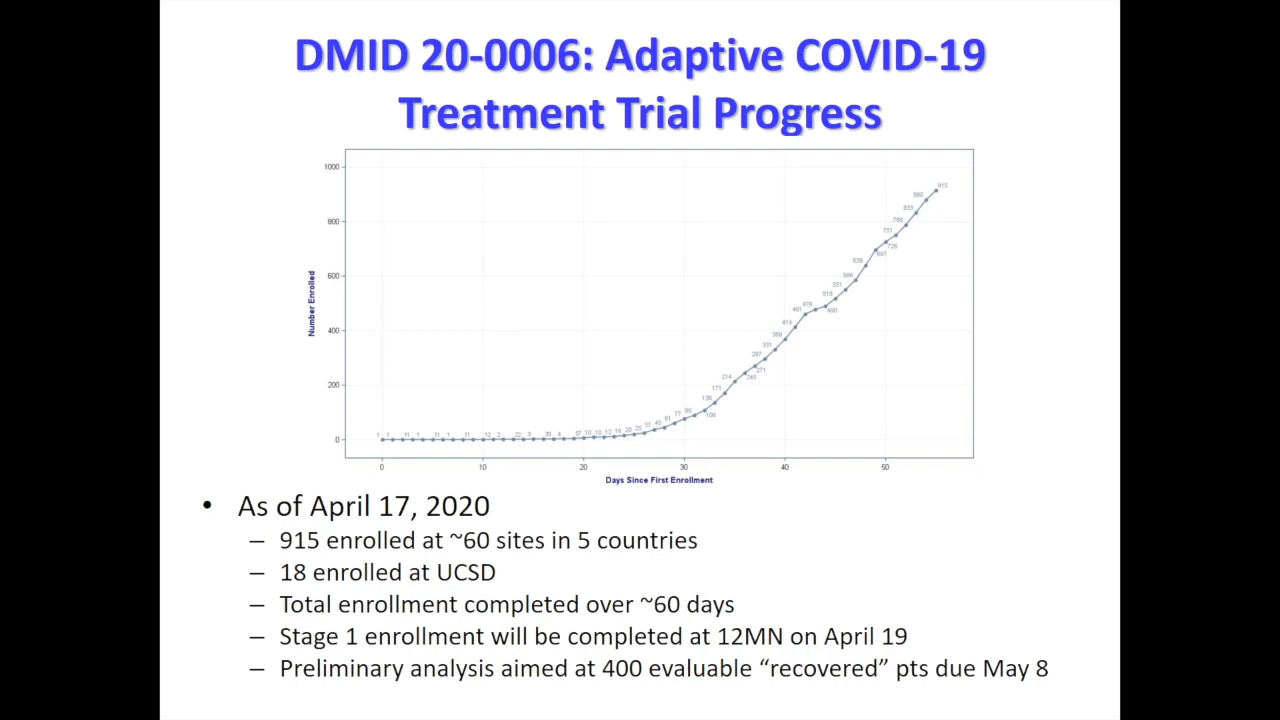 DMID 20-0006: Adaptive COVID-19
Treatment Trial Progress
1000
800
600
400
200
0
Number Enrolled
0 10 20 30 40 50
Days Since First Enrollment
• As of April 17, 2020
– 915 enrolled at ~60 sites in 5 countries
– 18 enrolled at UCSD
– Total enrollment completed over ~60 days
– Stage 1 enrollment will be completed at 12MN on April 19
– Preliminary analysis aimed at 400 evaluable “recovered” pts due May 8